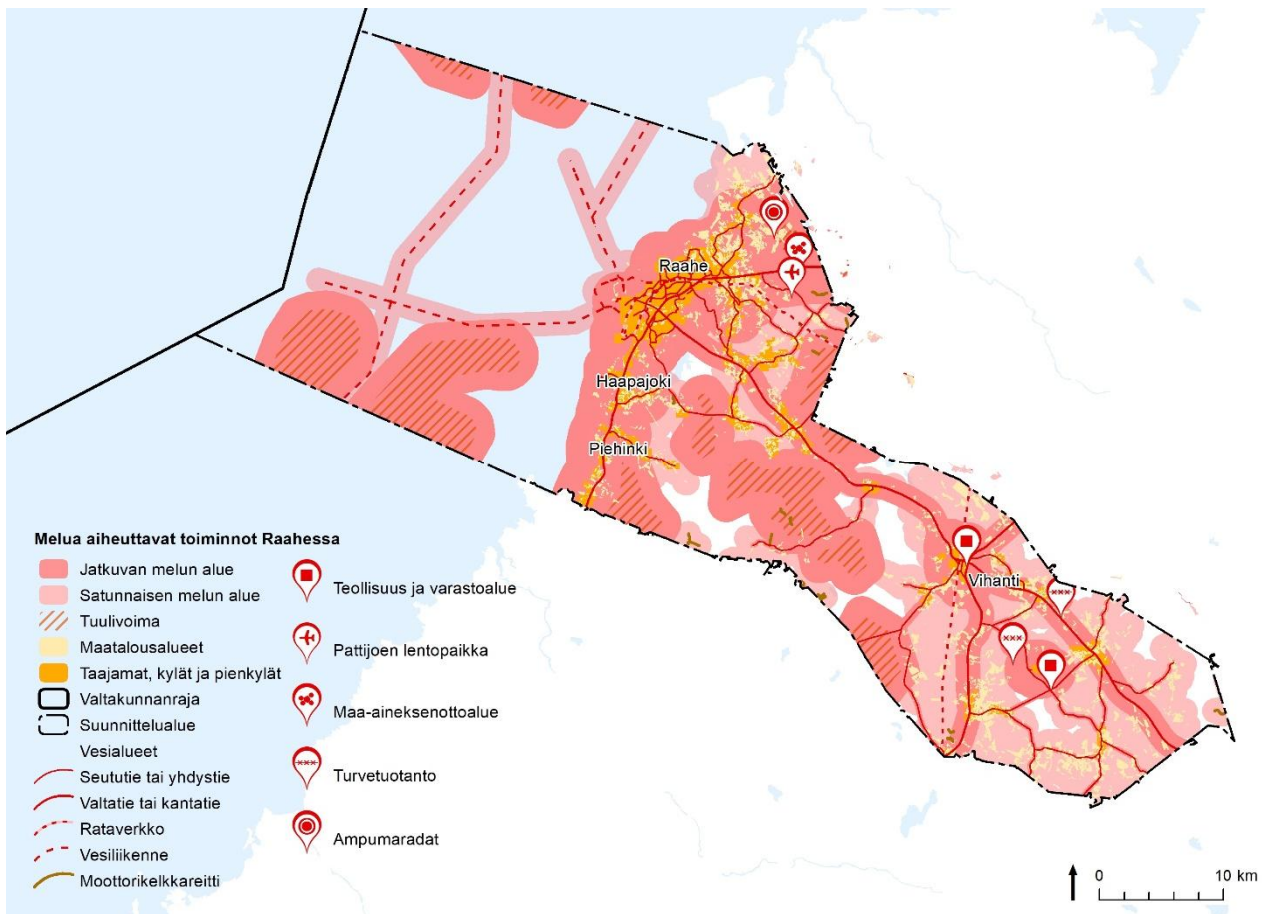 Raahe
Haapajoki
Piehinki
Vihanti
Melua aiheuttavat toiminnot Raahessa
Jatkuvan melun alue
Satunnaisen melun alue
Tuulivoima
Maatalousalueet
Taajamat, kylät ja pienkylät
Valtakunnanraja
Suunnittelualue
Vesialueet
Seututie tai yhdystie
Valtatie tai kantatie
Rataverkko
Vesiliikenne
Moottorikelkkareitti
Teollisuus ja varastoalue
Pattijoen lentopaikka
Maa-aineksenottoalue
Turvetuotanto
Ampumaradat
0 10 km